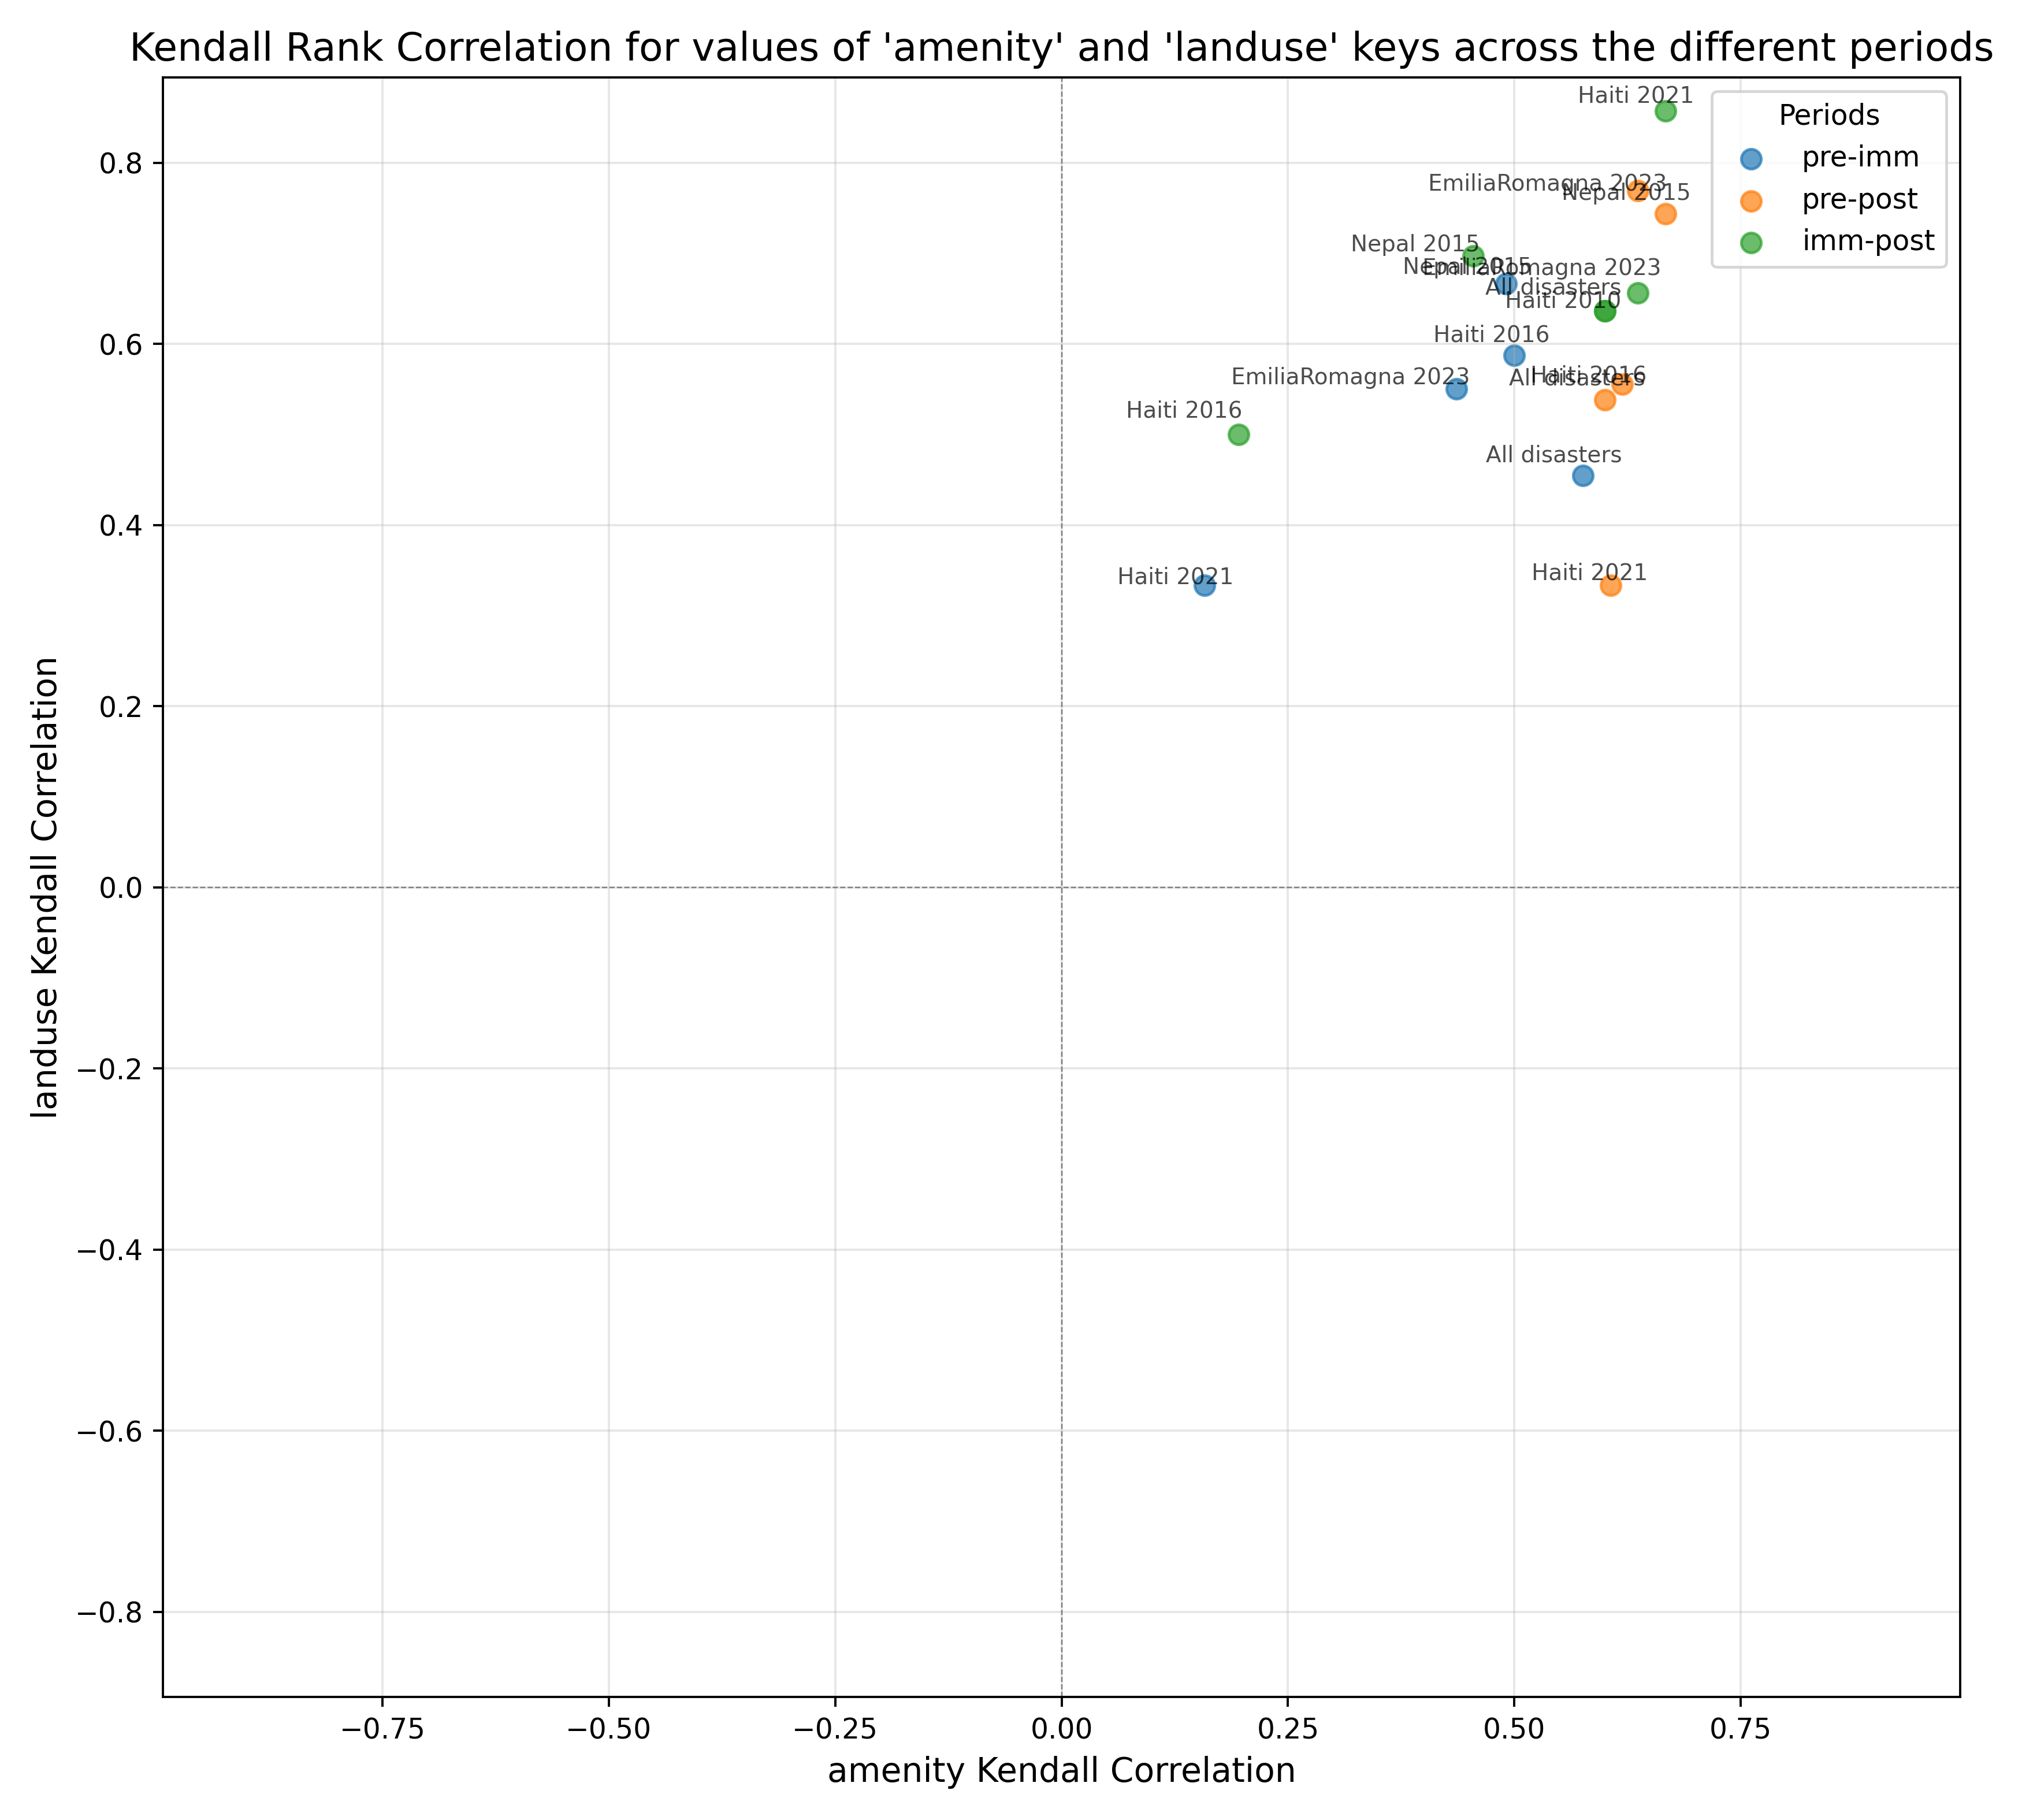 Kendall Rank Correlation for values of 'amenity' and 'landuse' keys across the different periods
Haiti 2021
Periods
pre-imm
pre-post
imm-post
EmiliaRomagna 2023
Nepal 2015
Nepal 2015
Nepal 2015
EmiliaRomagna 2023
All disasters
Haiti 2010
Haiti 2016
EmiliaRomagna 2023
Haiti 2016
All disasters
Haiti 2016
All disasters
Haiti 2021
Haiti 2021
0.8
0.6
0.4
0.2
0.0
−0.2
−0.4
−0.6
−0.8
landuse Kendall Correlation
−0.75
−0.50
−0.25
0.00
0.25
0.50
0.75
amenity Kendall Correlation